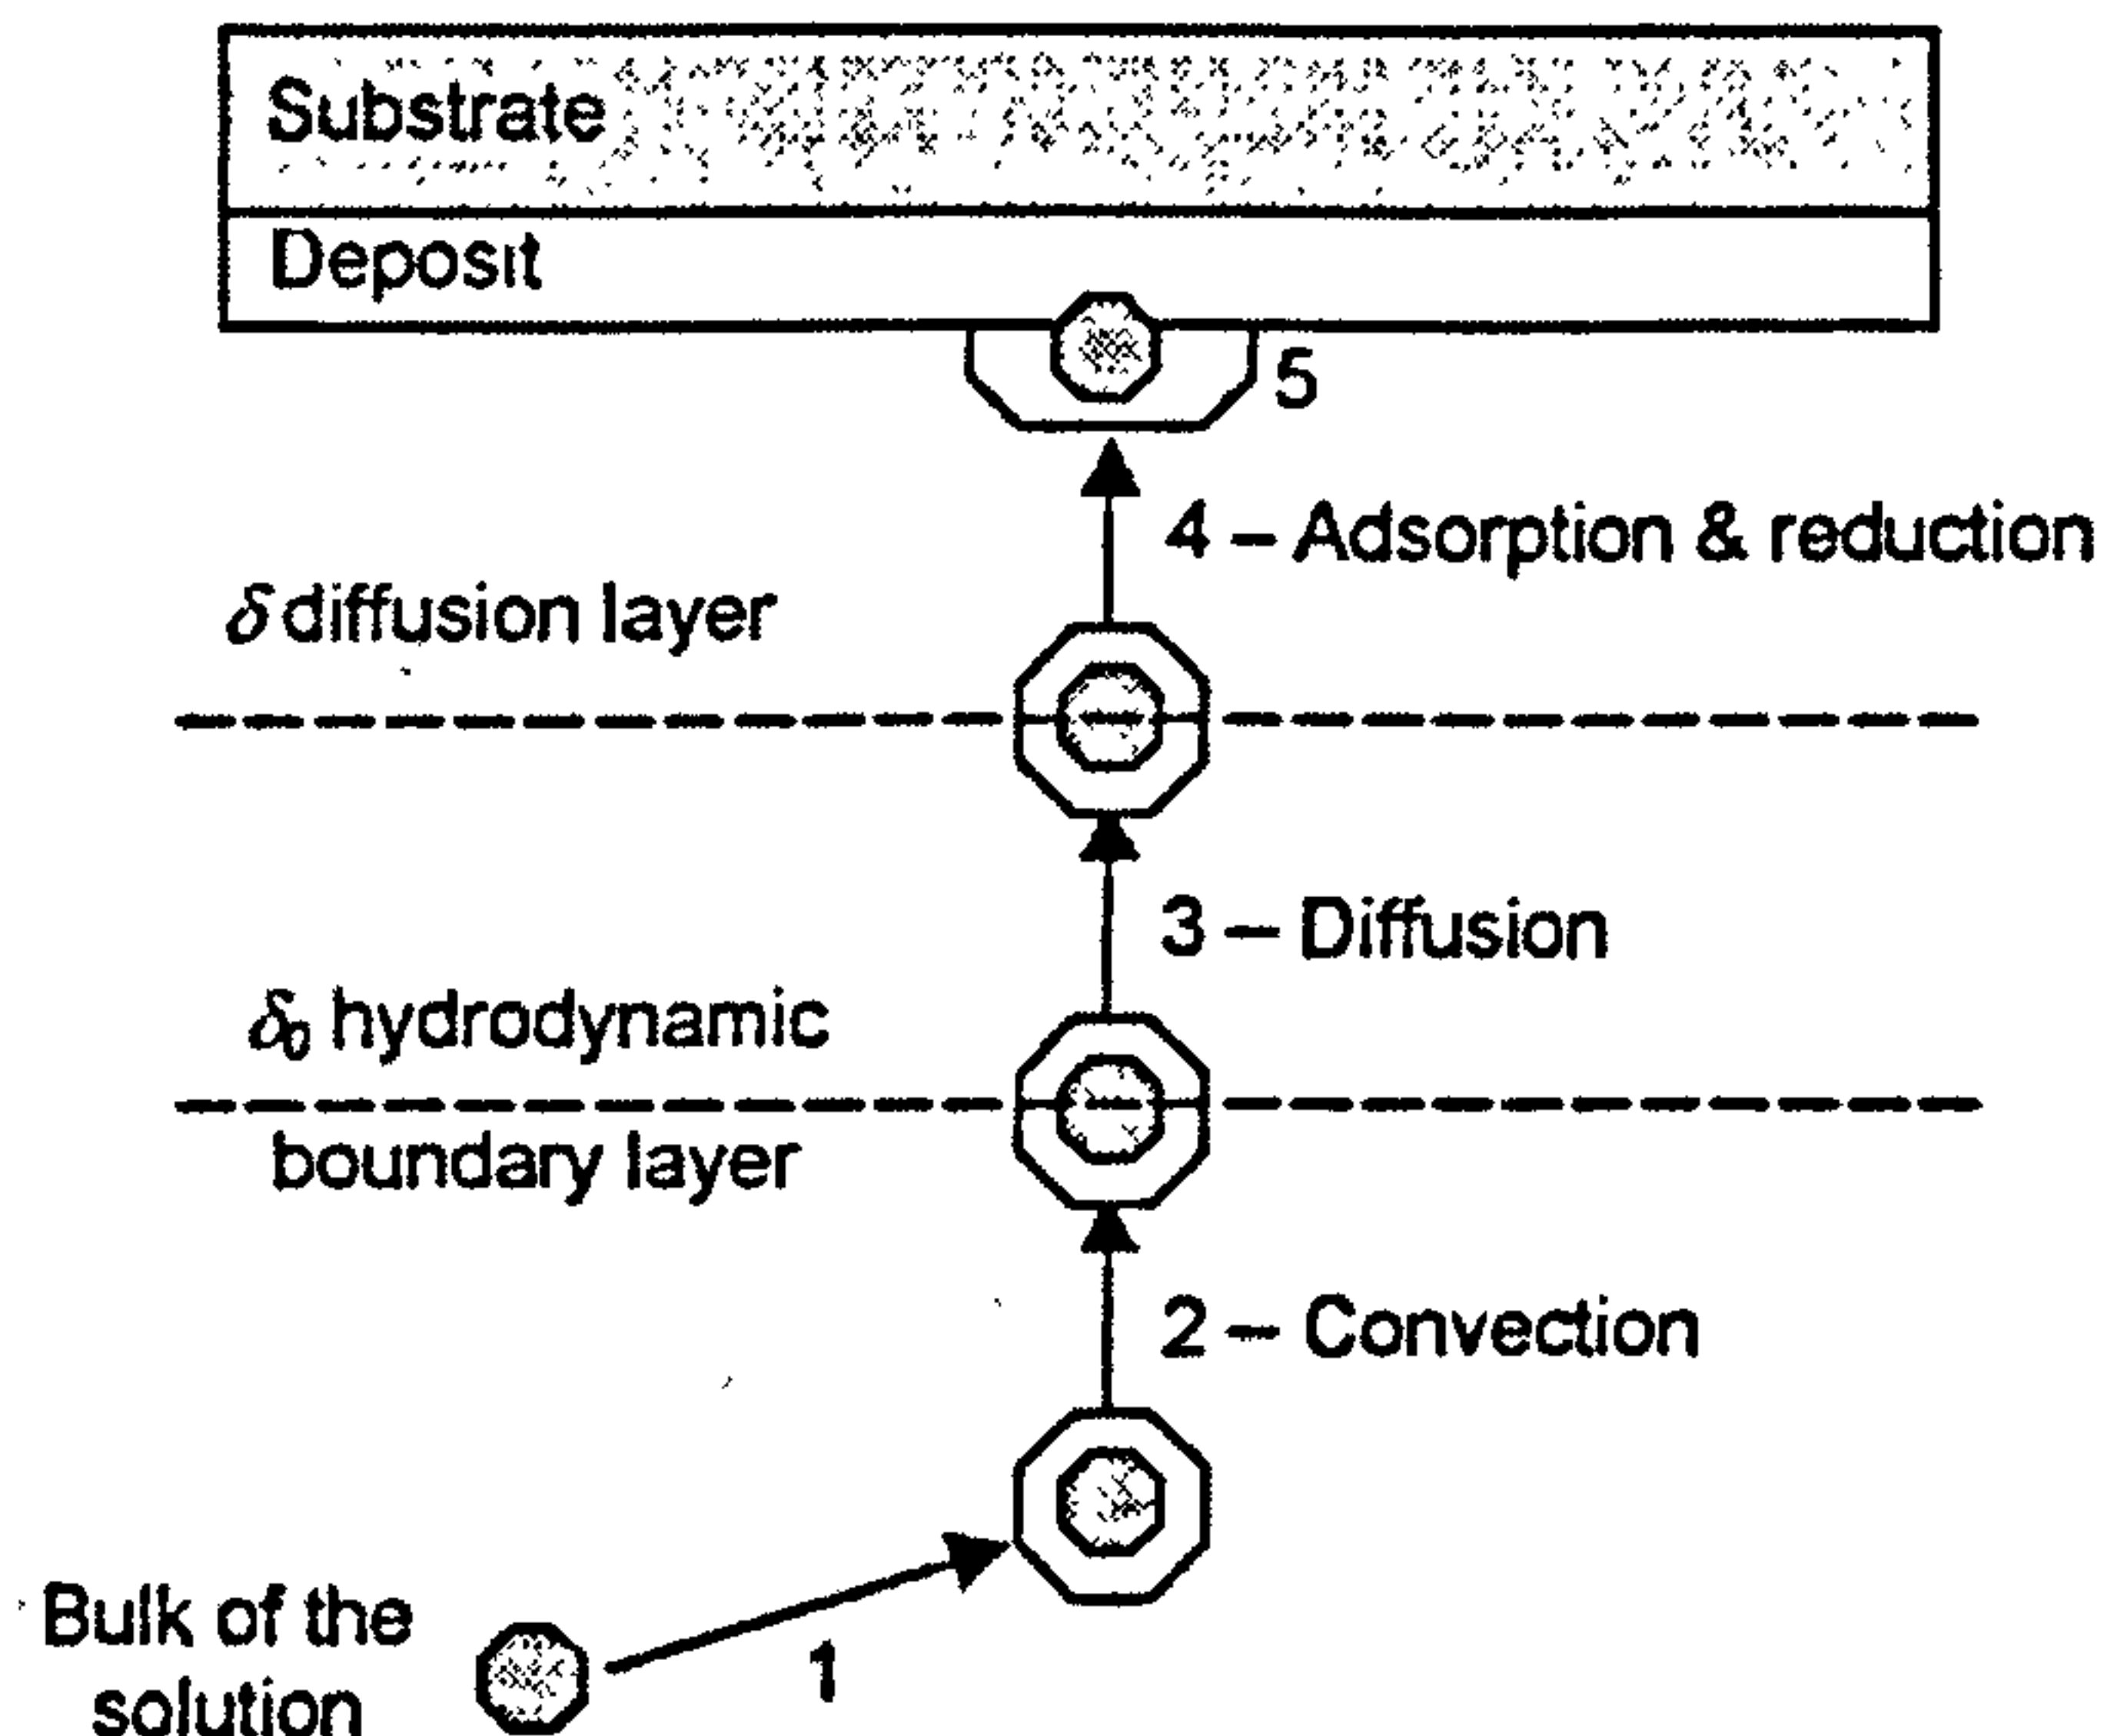 Substrate
Deposit
5
4 – Adsorption & reduction
δ diffusion layer
3 – Diffusion
δ₀ hydrodynamic
boundary layer
2 – Convection
Bulk of the
solution
1